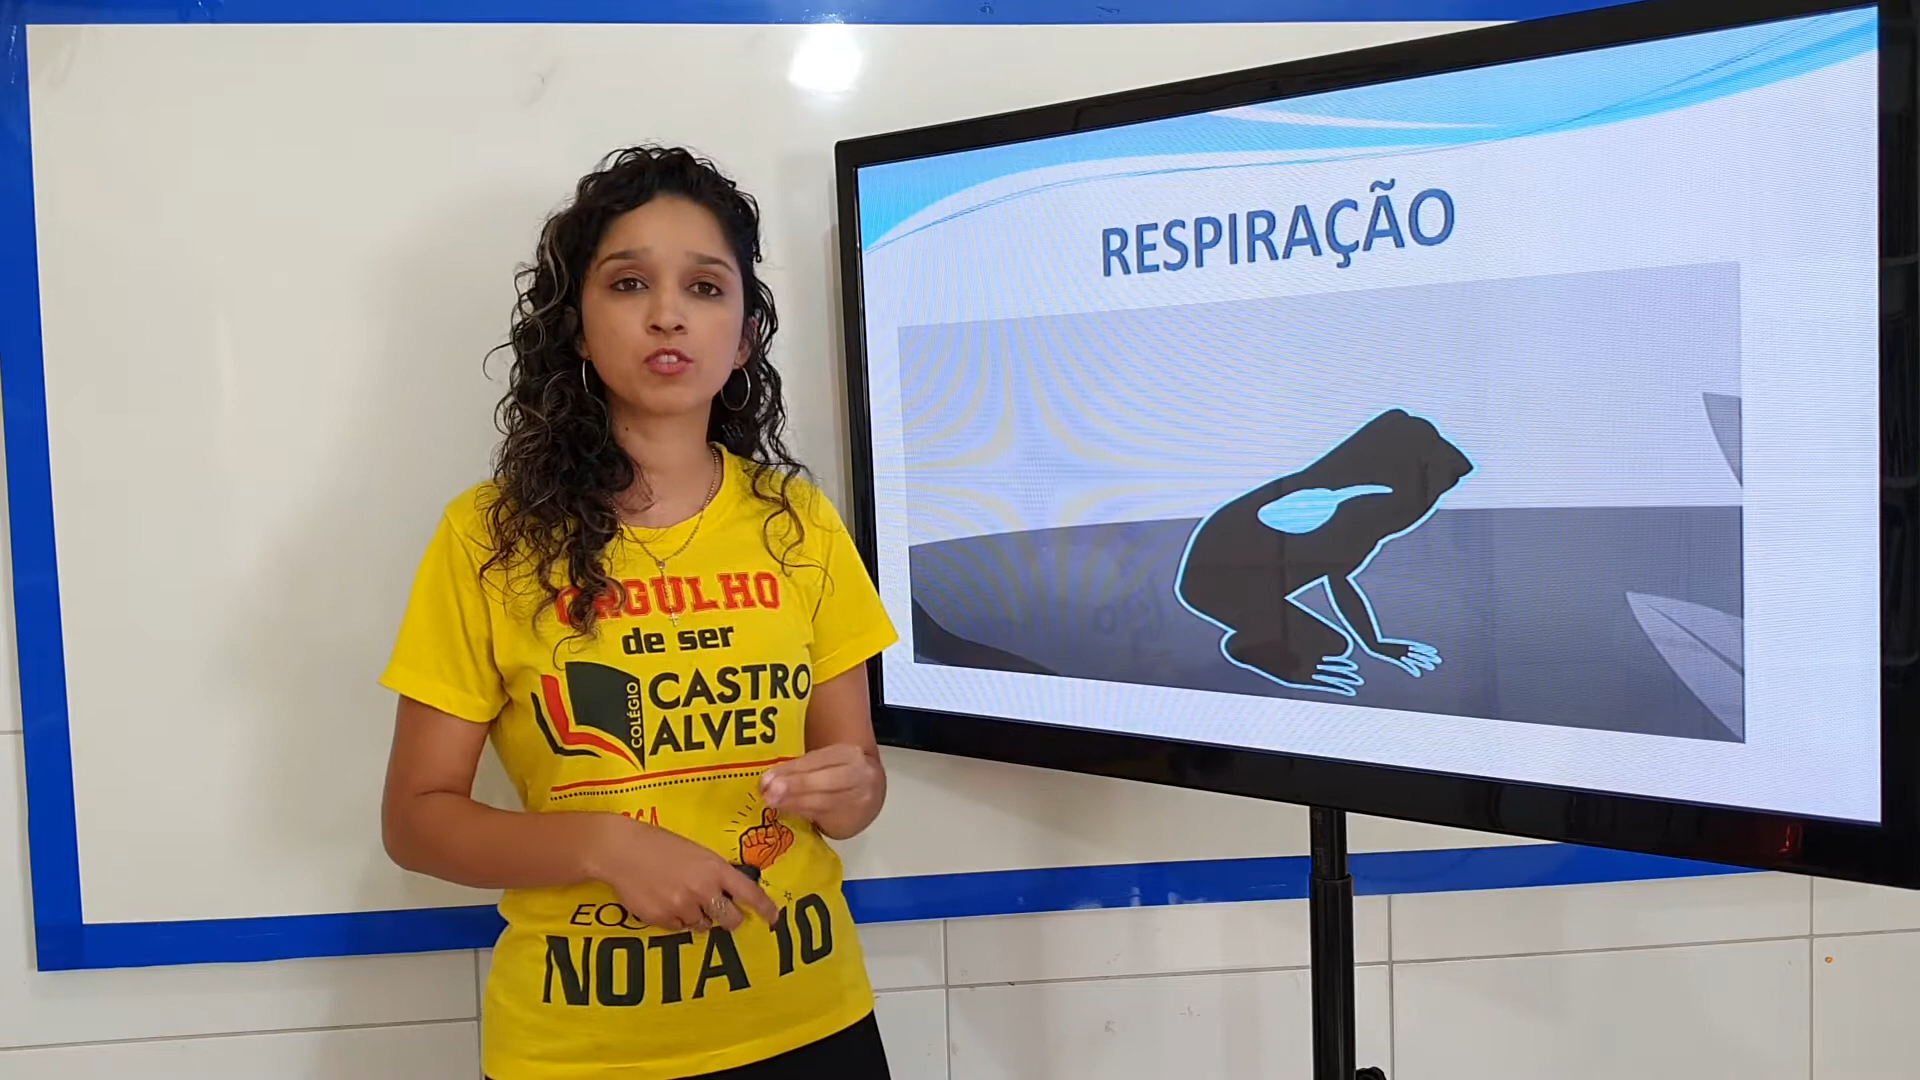 RESPIRAÇÃO
ORGULHO
de ser
COLÉGIO
CASTRO
ALVES
NOTA 10